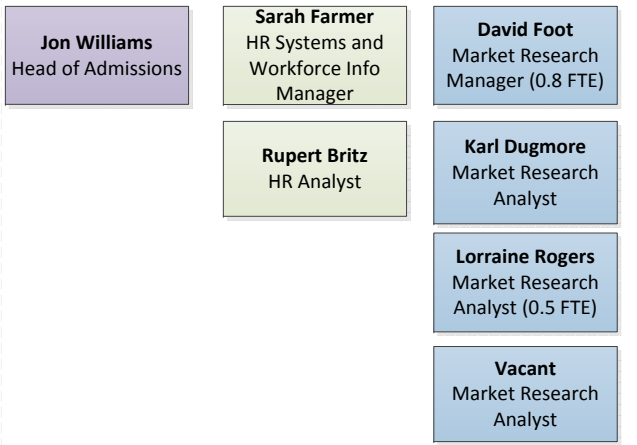 Jon Williams
Head of Admissions
Sarah Farmer
HR Systems and
Workforce Info
Manager
David Foot
Market Research
Manager (0.8 FTE)
Rupert Britz
HR Analyst
Karl Dugmore
Market Research
Analyst
Lorraine Rogers
Market Research
Analyst (0.5 FTE)
Vacant
Market Research
Analyst